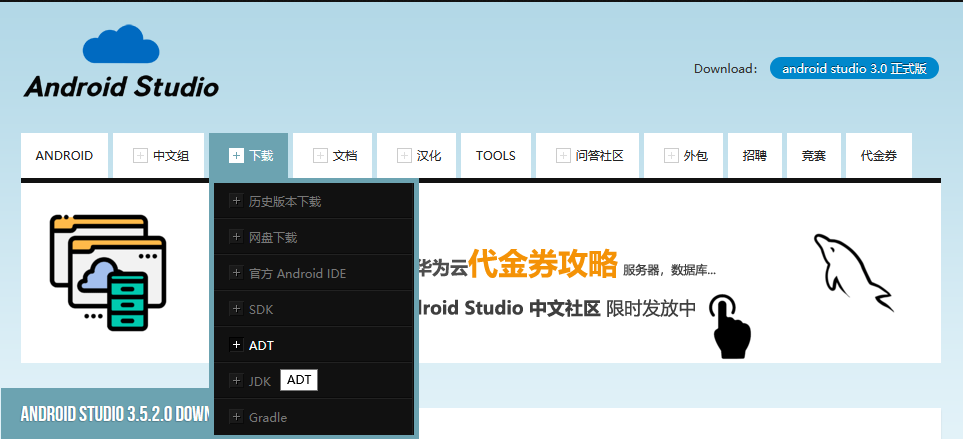 Android Studio
Download: android studio 3.0 正式版
ANDROID 中文组 下载 文档 汉化 TOOLS 问答社区 外包 招聘 竞赛 代金券
历史版本下载
网盘下载
官方 Android IDE
SDK
ADT
JDK
ADT
Gradle
华为云代金券攻略 服务器，数据库...
droid Studio 中文社区 限时发放中
ANDROID STUDIO 3.5.2.0 DOW